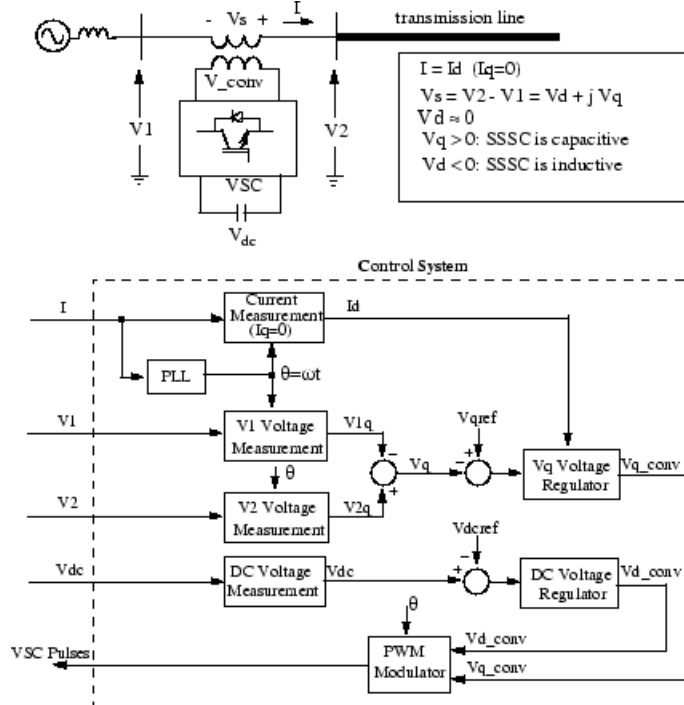 - Vs +
I
transmission line
V_conv
V1
V2
VSC
Vdc
I = Id (Iq=0)
Vs = V2 - V1 = Vd + j Vq
Vd ≈ 0
Vq > 0: SSSC is capacitive
Vd < 0: SSSC is inductive
Control System
I
Current
Measurement
(Iq=0)
Id
PLL
θ=ωt
V1
V1 Voltage
Measurement
V1q
θ
V2
V2 Voltage
Measurement
V2q
-
+
Vq
Vqref
+
-
Vq Voltage
Regulator
Vq_conv
Vdc
DC Voltage
Measurement
Vdc
Vdcref
-
+
DC Voltage
Regulator
Vd_conv
θ
VSC Pulses
PWM
Modulator
Vd_conv
Vq_conv